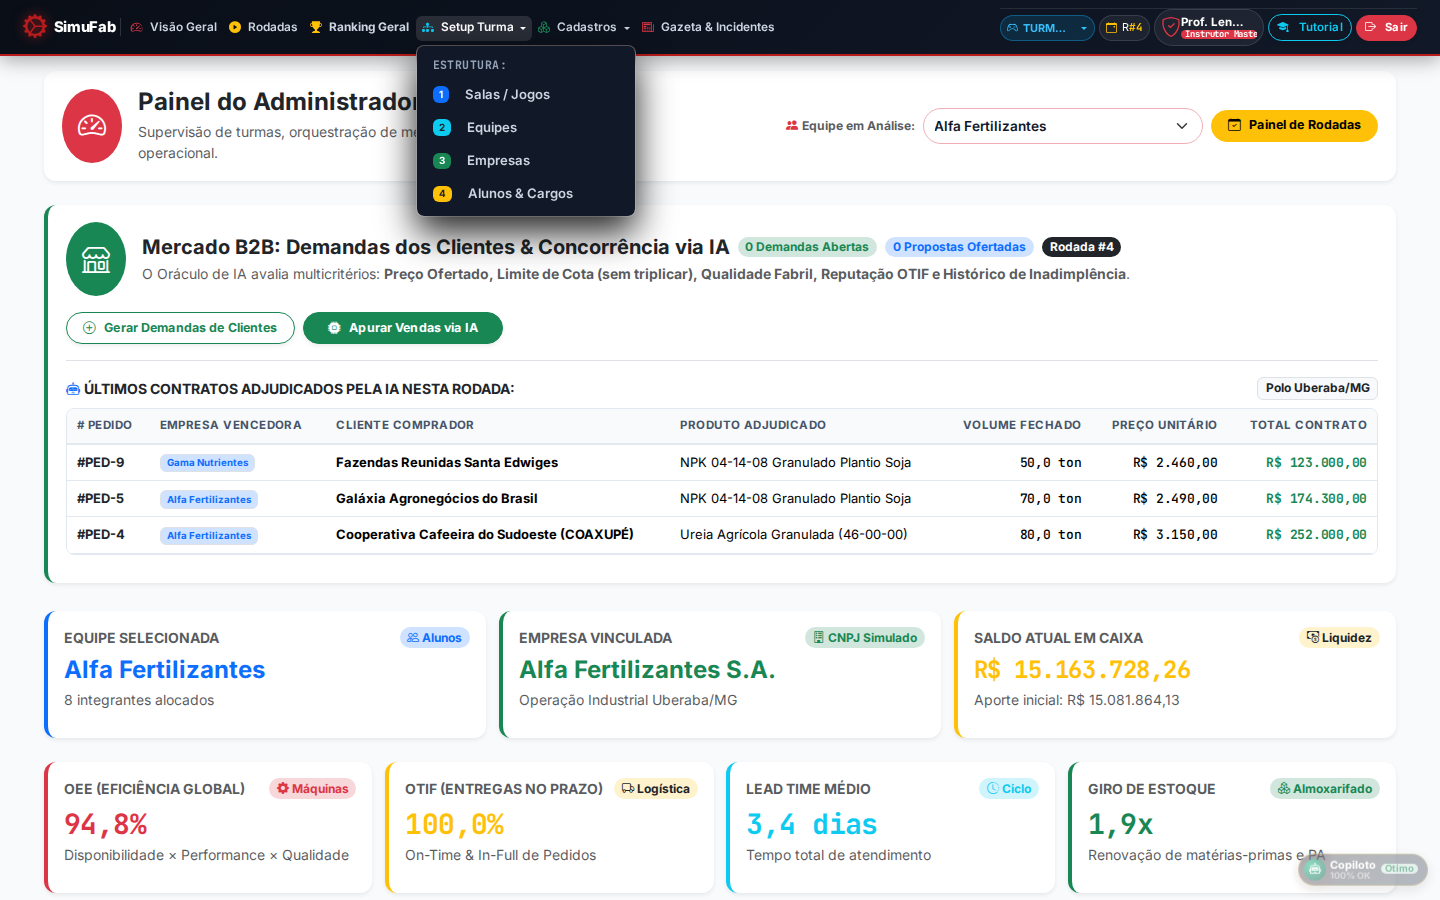 SimuFab
Visão Geral
Rodadas
Ranking Geral
Setup Turma
Cadastros
Gazeta & Incidentes
TURM...
R#4
Prof. Len...
Instrutor Maste
Tutorial
Sair
ESTRUTURA:
1 Salas / Jogos
2 Equipes
3 Empresas
4 Alunos & Cargos
Painel do Administrador
Supervisão de turmas, orquestração de me
operacional.
Equipe em Análise:
Alfa Fertilizantes
Painel de Rodadas
Mercado B2B: Demandas dos Clientes & Concorrência via IA
0 Demandas Abertas
0 Propostas Ofertadas
Rodada #4
O Oráculo de IA avalia multicritérios: Preço Ofertado, Limite de Cota (sem triplicar), Qualidade Fabril, Reputação OTIF e Histórico de Inadimplência.
Gerar Demandas de Clientes
Apurar Vendas via IA
ÚLTIMOS CONTRATOS ADJUDICADOS PELA IA NESTA RODADA:
Polo Uberaba/MG
# PEDIDO EMPRESA VENCEDORA CLIENTE COMPRADOR PRODUTO ADJUDICADO VOLUME FECHADO PREÇO UNITÁRIO TOTAL CONTRATO
#PED-9 Gama Nutrientes Fazendas Reunidas Santa Edwiges NPK 04-14-08 Granulado Plantio Soja 50,0 ton R$ 2.460,00 R$ 123.000,00
#PED-5 Alfa Fertilizantes Galáxia Agronegócios do Brasil NPK 04-14-08 Granulado Plantio Soja 70,0 ton R$ 2.490,00 R$ 174.300,00
#PED-4 Alfa Fertilizantes Cooperativa Cafeeira do Sudoeste (COAXUPÉ) Ureia Agrícola Granulada (46-00-00) 80,0 ton R$ 3.150,00 R$ 252.000,00
EQUIPE SELECIONADA
Alunos
Alfa Fertilizantes
8 integrantes alocados
EMPRESA VINCULADA
CNPJ Simulado
Alfa Fertilizantes S.A.
Operação Industrial Uberaba/MG
SALDO ATUAL EM CAIXA
Liquidez
R$ 15.163.728,26
Aporte inicial: R$ 15.081.864,13
OEE (EFICIÊNCIA GLOBAL)
Máquinas
94,8%
Disponibilidade × Performance × Qualidade
OTIF (ENTREGAS NO PRAZO)
Logística
100,0%
On-Time & In-Full de Pedidos
LEAD TIME MÉDIO
Ciclo
3,4 dias
Tempo total de atendimento
GIRO DE ESTOQUE
Almoxarifado
1,9x
Renovação de matérias-primas e PA
Copiloto
100% OK
Ótimo